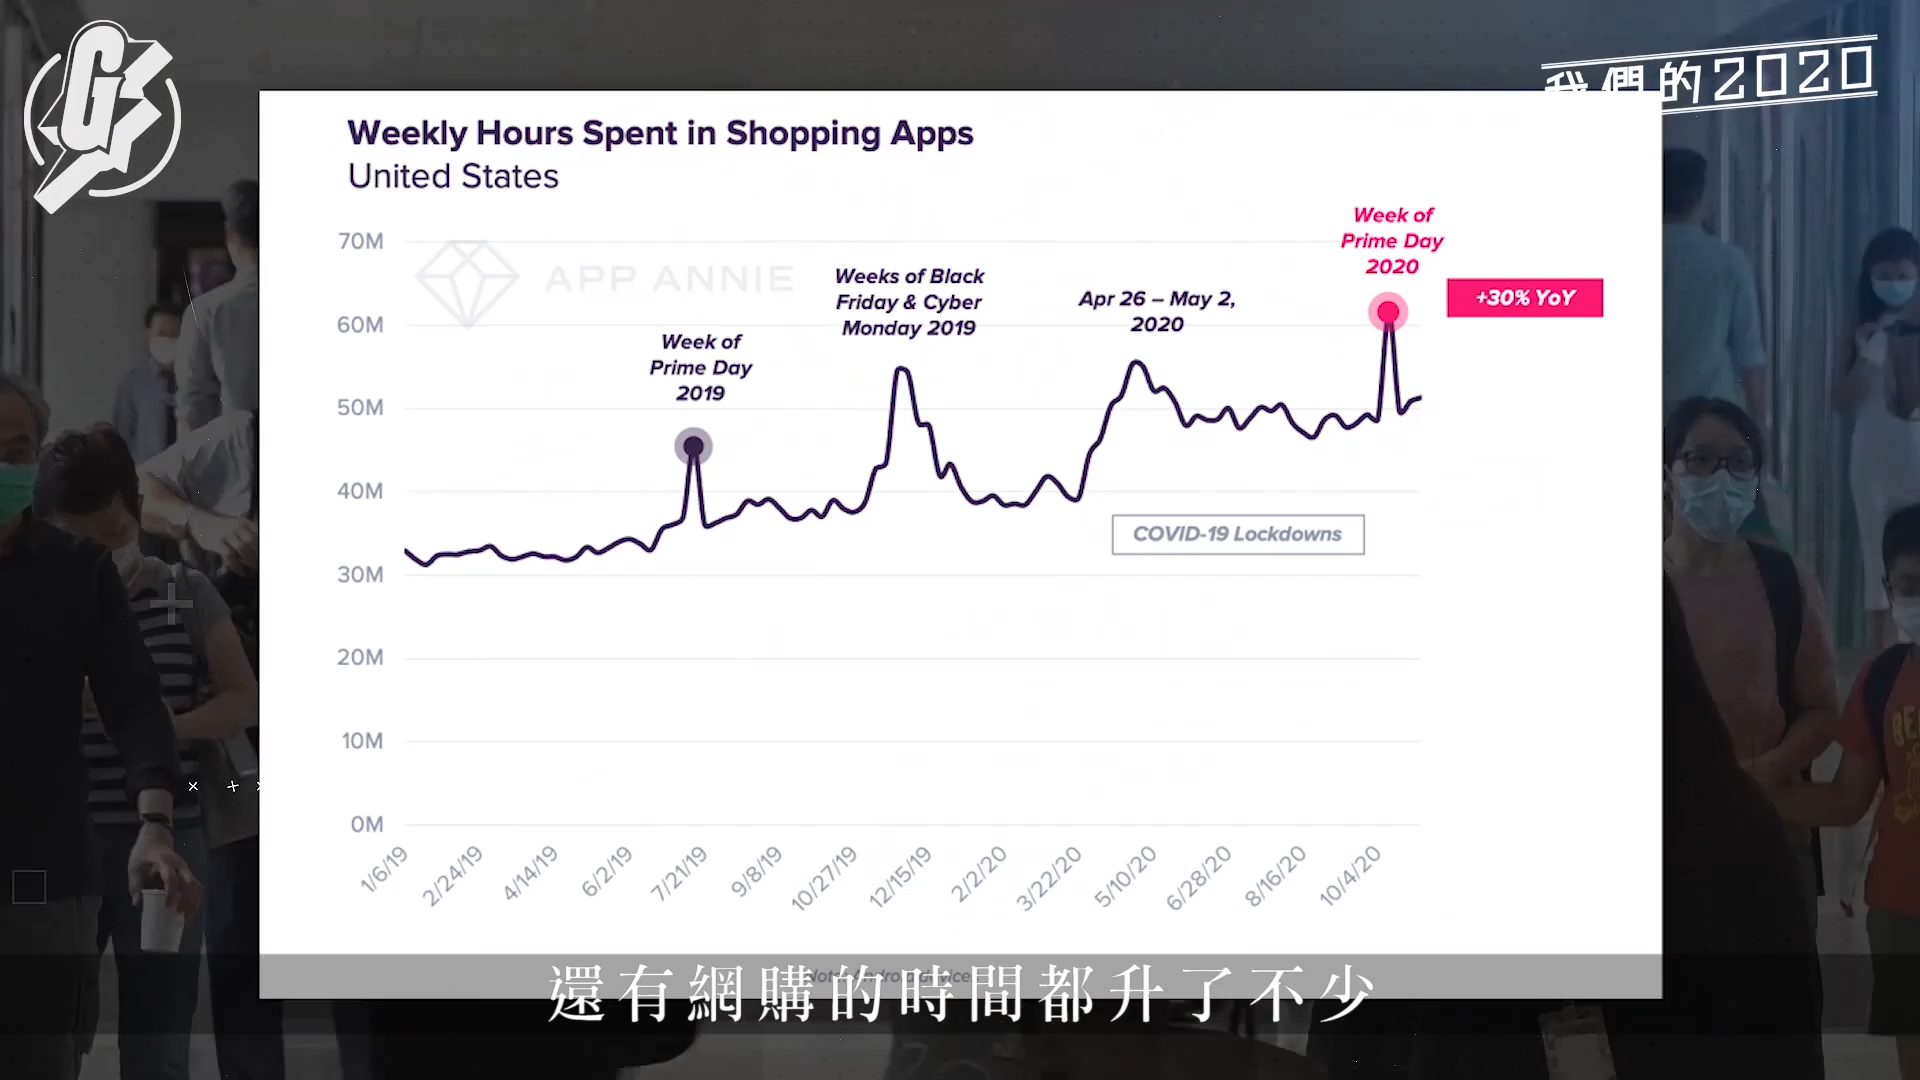 G
我們的2020
Weekly Hours Spent in Shopping Apps
United States
70M
60M
50M
40M
30M
20M
10M
0M
APP ANNIE
Week of
Prime Day
2019
Weeks of Black
Friday & Cyber
Monday 2019
Apr 26 – May 2,
2020
Week of
Prime Day
2020
+30% YoY
COVID-19 Lockdowns
1/6/19
2/24/19
4/14/19
6/2/19
7/21/19
9/8/19
10/27/19
12/15/19
2/2/20
3/22/20
5/10/20
6/28/20
8/16/20
10/4/20
還有網購的時間都升了不少